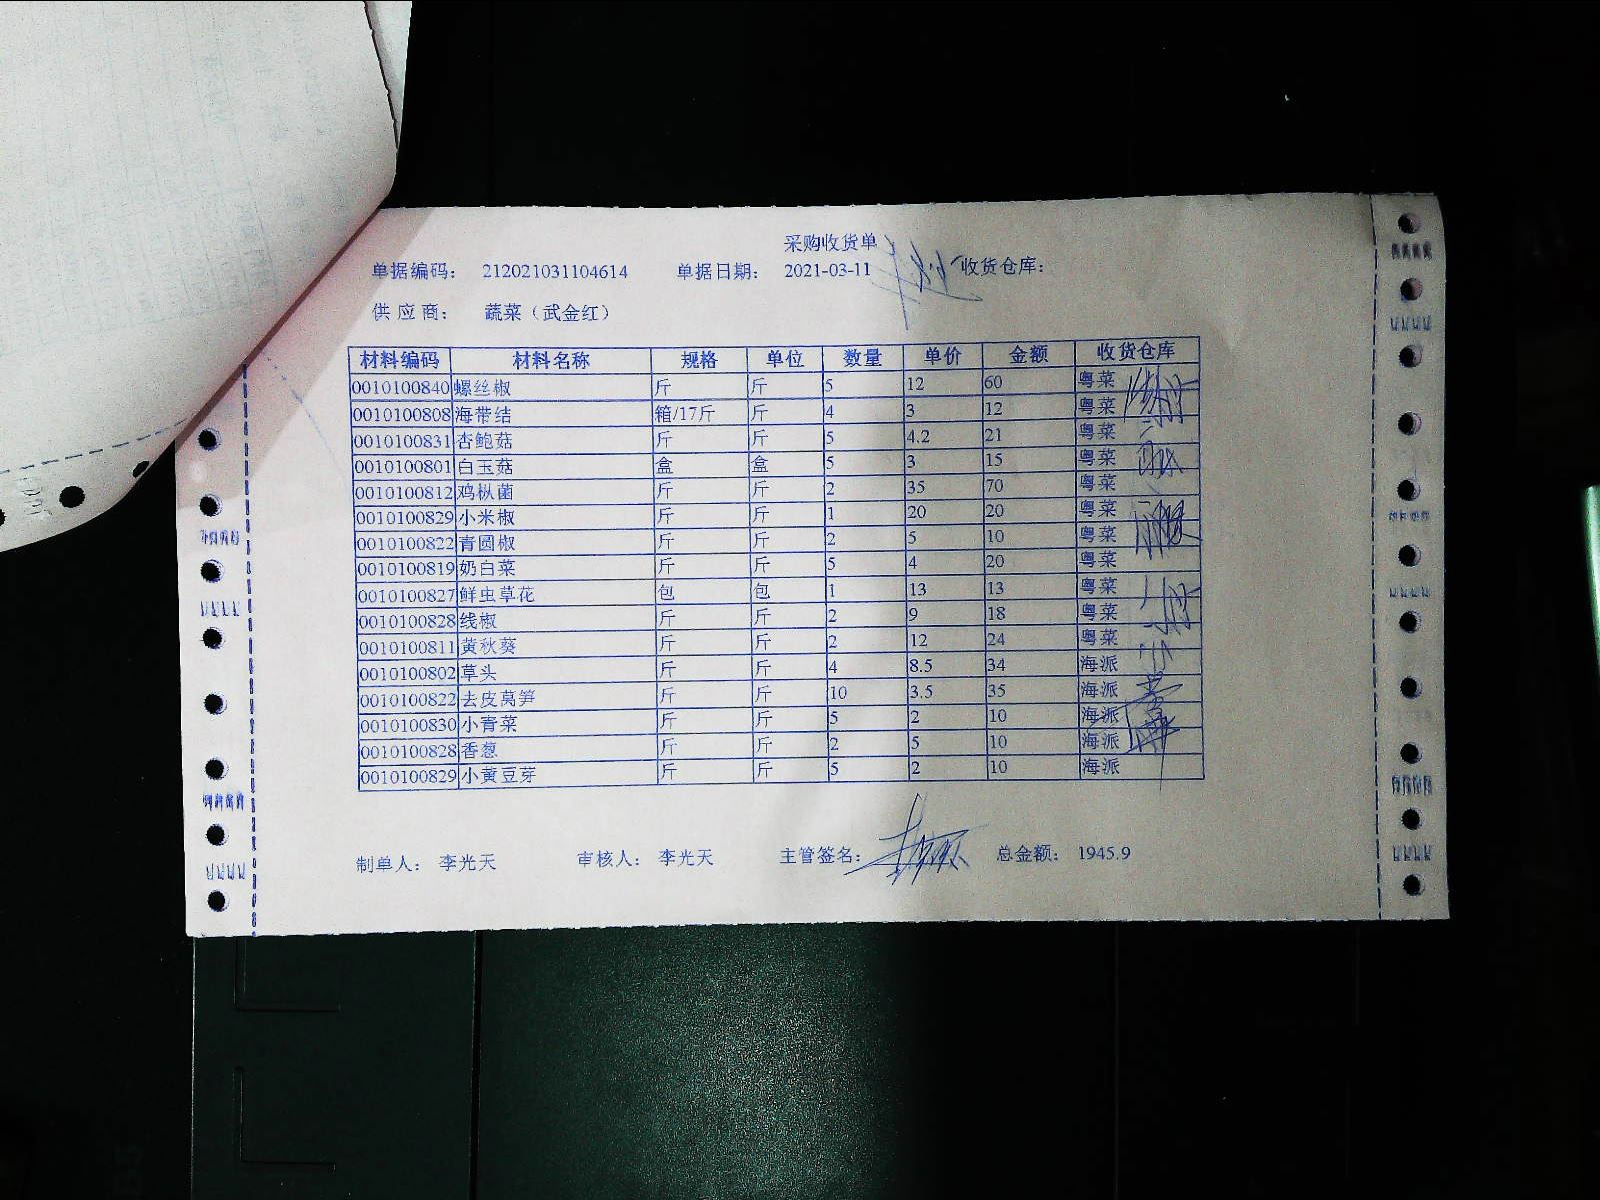 采购收货单
单据编码： 212021031104614 单据日期： 2021-03-11 收货仓库：
供应商： 蔬菜（武金红）
材料编码 材料名称 规格 单位 数量 单价 金额 收货仓库
0010100840 螺丝椒 斤 斤 5 12 60 粤菜
0010100808 海带结 箱/17斤 斤 4 3 12 粤菜
0010100831 杏鲍菇 斤 斤 5 4.2 21 粤菜
0010100801 白玉菇 盒 盒 5 3 15 粤菜
0010100812 鸡枞菌 斤 斤 2 35 70 粤菜
0010100829 小米椒 斤 斤 1 20 20 粤菜
0010100822 青圆椒 斤 斤 2 5 10 粤菜
0010100819 奶白菜 斤 斤 5 4 20 粤菜
0010100827 鲜虫草花 包 包 1 13 13 粤菜
0010100828 线椒 斤 斤 2 9 18 粤菜
0010100811 黄秋葵 斤 斤 2 12 24 粤菜
0010100802 草头 斤 斤 4 8.5 34 海派
0010100822 去皮莴笋 斤 斤 10 3.5 35 海派
0010100830 小青菜 斤 斤 5 2 10 海派
0010100828 香葱 斤 斤 2 5 10 海派
0010100829 小黄豆芽 斤 斤 5 2 10 海派
制单人： 李光天 审核人： 李光天 主管签名： 总金额： 1945.9